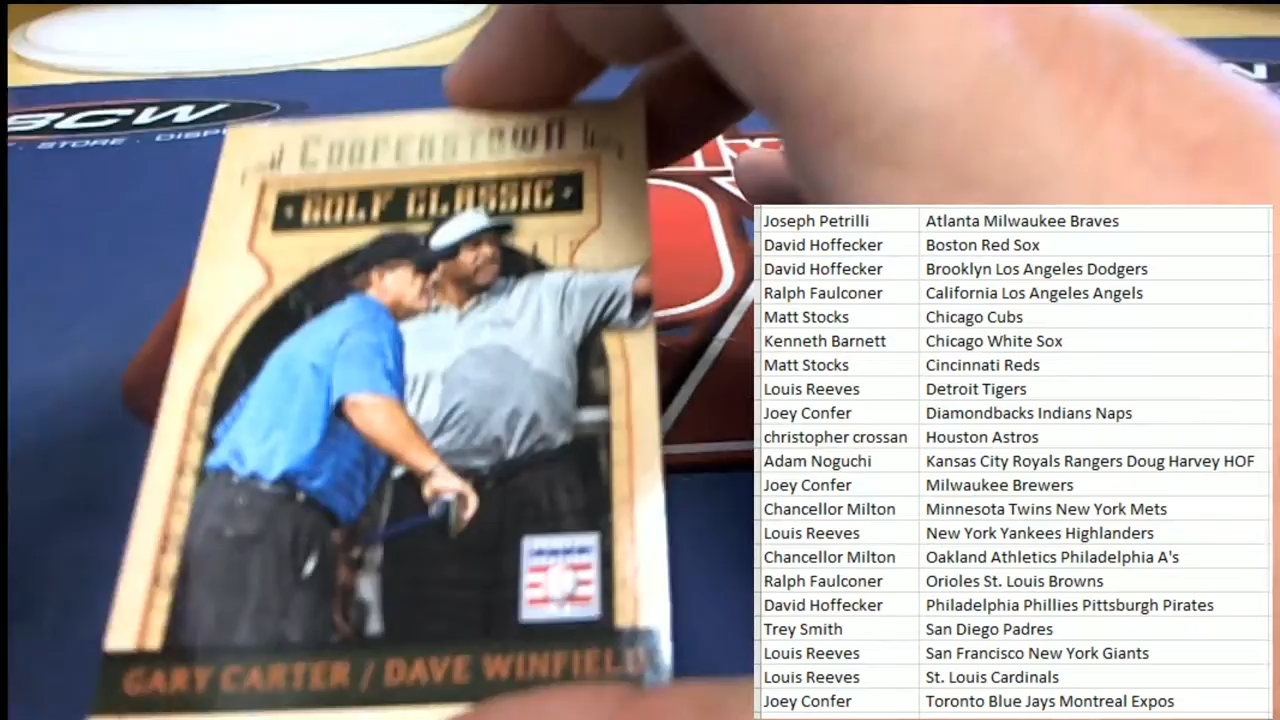 BCW
STORE . DISP
COOPERSTOWN
GOLF CLASSIC
GARY CARTER / DAVE WINFIELD
Joseph Petrilli Atlanta Milwaukee Braves
David Hoffecker Boston Red Sox
David Hoffecker Brooklyn Los Angeles Dodgers
Ralph Faulconer California Los Angeles Angels
Matt Stocks Chicago Cubs
Kenneth Barnett Chicago White Sox
Matt Stocks Cincinnati Reds
Louis Reeves Detroit Tigers
Joey Confer Diamondbacks Indians Naps
christopher crossan Houston Astros
Adam Noguchi Kansas City Royals Rangers Doug Harvey HOF
Joey Confer Milwaukee Brewers
Chancellor Milton Minnesota Twins New York Mets
Louis Reeves New York Yankees Highlanders
Chancellor Milton Oakland Athletics Philadelphia A's
Ralph Faulconer Orioles St. Louis Browns
David Hoffecker Philadelphia Phillies Pittsburgh Pirates
Trey Smith San Diego Padres
Louis Reeves San Francisco New York Giants
Louis Reeves St. Louis Cardinals
Joey Confer Toronto Blue Jays Montreal Expos